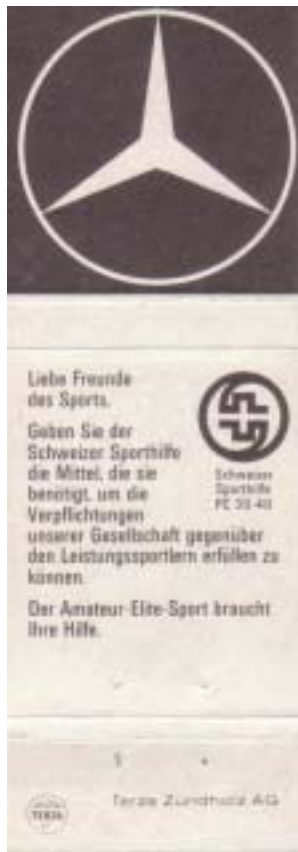 Liebe Freunde
des Sports.
Geben Sie der
Schweizer Sporthilfe
die Mittel, die sie
benötigt, um die
Verpflichtungen
unserer Gesellschaft gegenüber
den Leistungssportlern erfüllen zu
können.
Der Amateur-Elite-Sport braucht
Ihre Hilfe.
Schweizer
Sporthilfe
PC 30-40
Terza Zündholz AG
TERZA